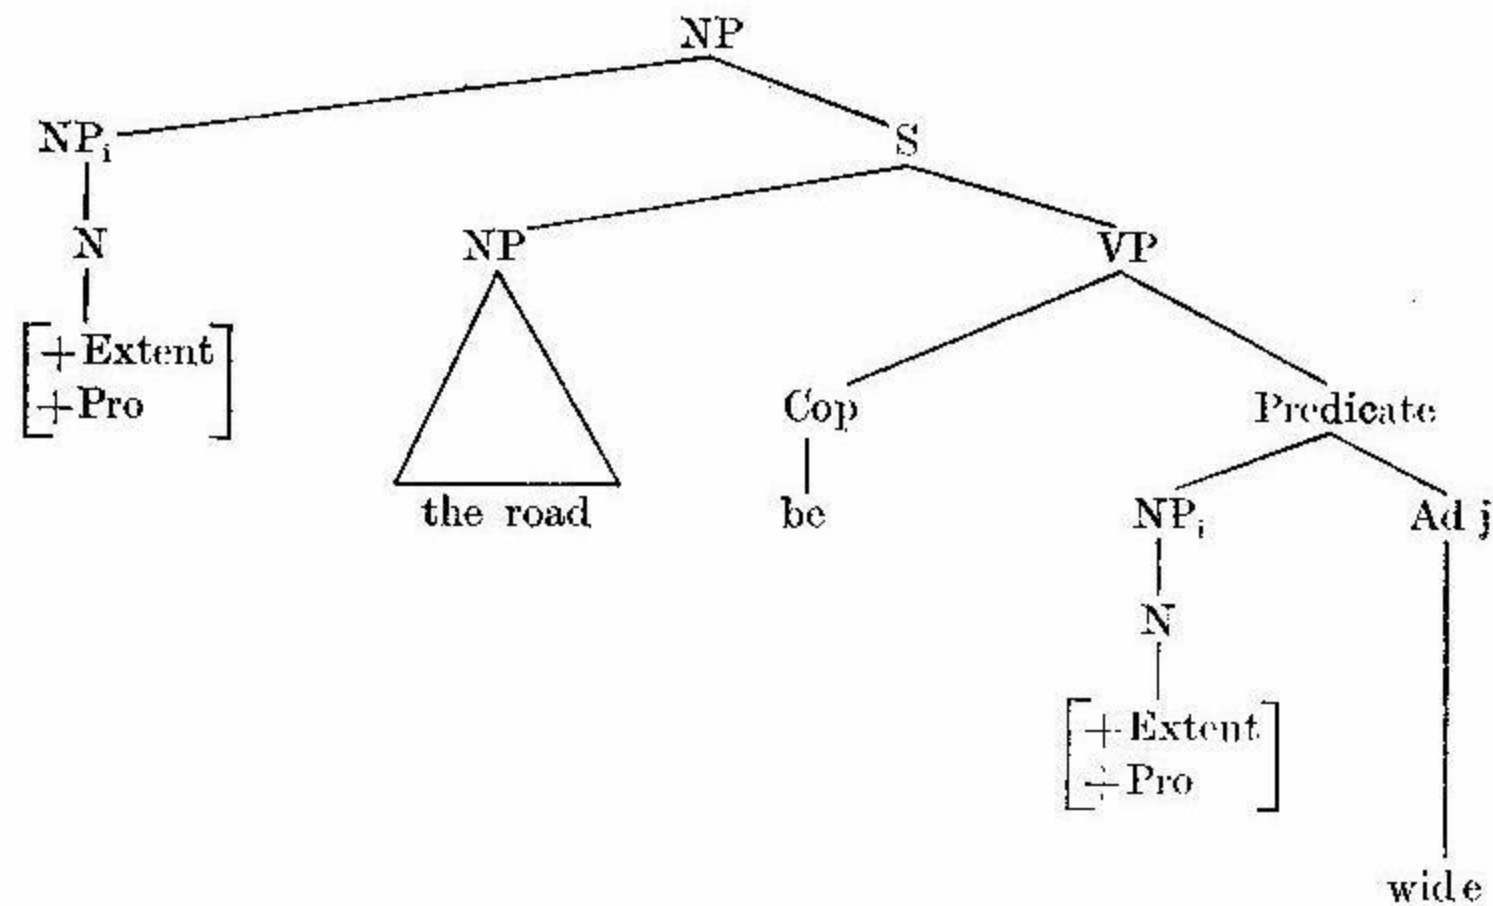 NP
NPᵢ S
N NP VP
[+Extent
+Pro]
Cop Predicate
the road be NPᵢ Adj
N
[+Extent
+Pro]
wide